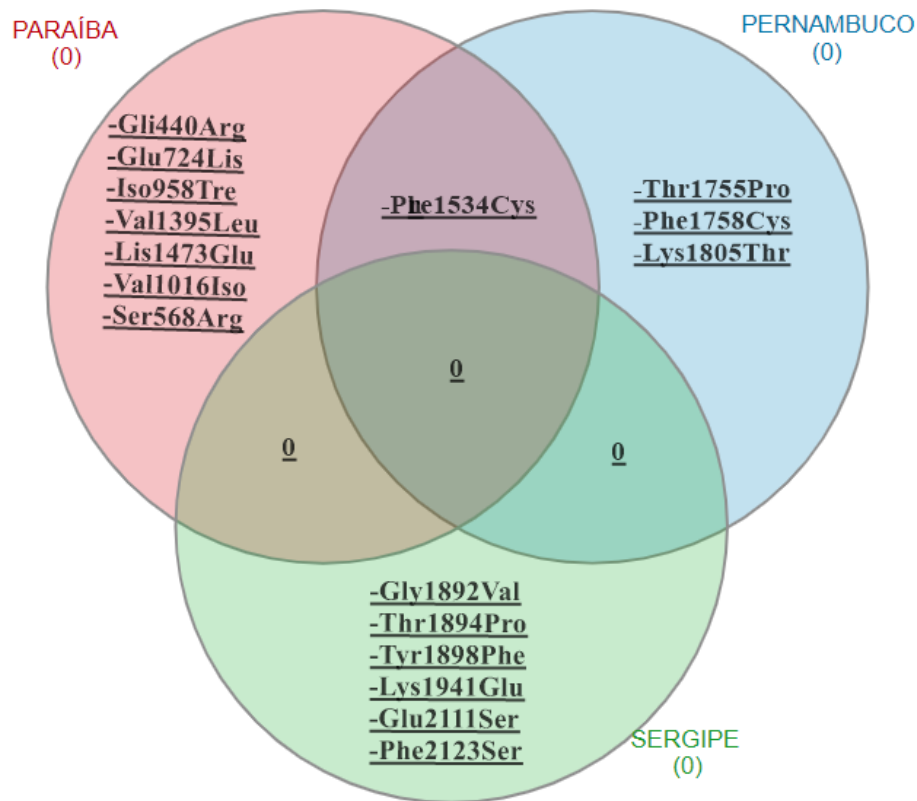 PARAÍBA
(0)
PERNAMBUCO
(0)
-Gli440Arg
-Glu724Lis
-Iso958Tre
-Val1395Leu
-Lis1473Glu
-Val1016Iso
-Ser568Arg
-Phe1534Cys
-Thr1755Pro
-Phe1758Cys
-Lys1805Thr
0
0
0
-Gly1892Val
-Thr1894Pro
-Tyr1898Phe
-Lys1941Glu
-Glu2111Ser
-Phe2123Ser
SERGIPE
(0)